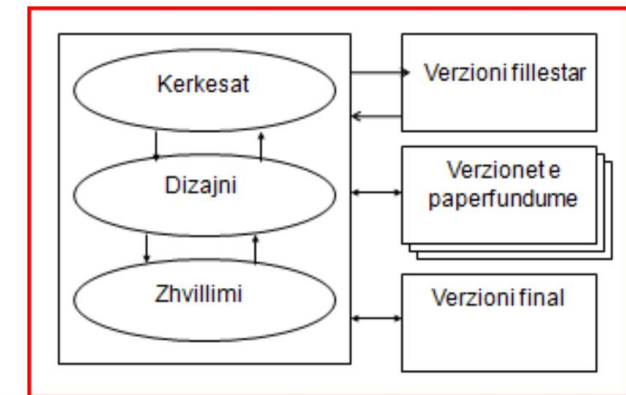 Kerkesat
Dizajni
Zhvillimi
Verzioni fillestar
Verzionet e
paperfundume
Verzioni final